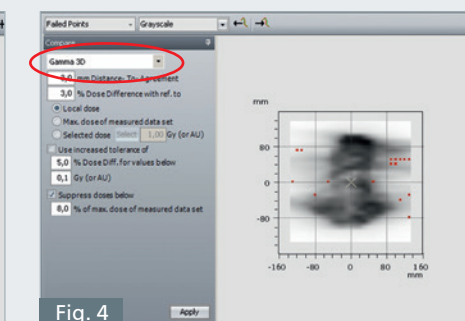 Failed Points - Grayscale
Compare
Gamma 3D
3,0 mm Distance-To-Agreement
3,0 % Dose Difference with ref. to
Local dose
Max. dose of measured data set
Selected dose Select 1,00 Gy (or AU)
Use increased tolerance of
5,0 % Dose Diff. for values below
0,1 Gy (or AU)
Suppress doses below
8,0 % of max. dose of measured data set
Apply
Fig. 4
mm
80
0
-80
-160 -80 0 80 160
mm